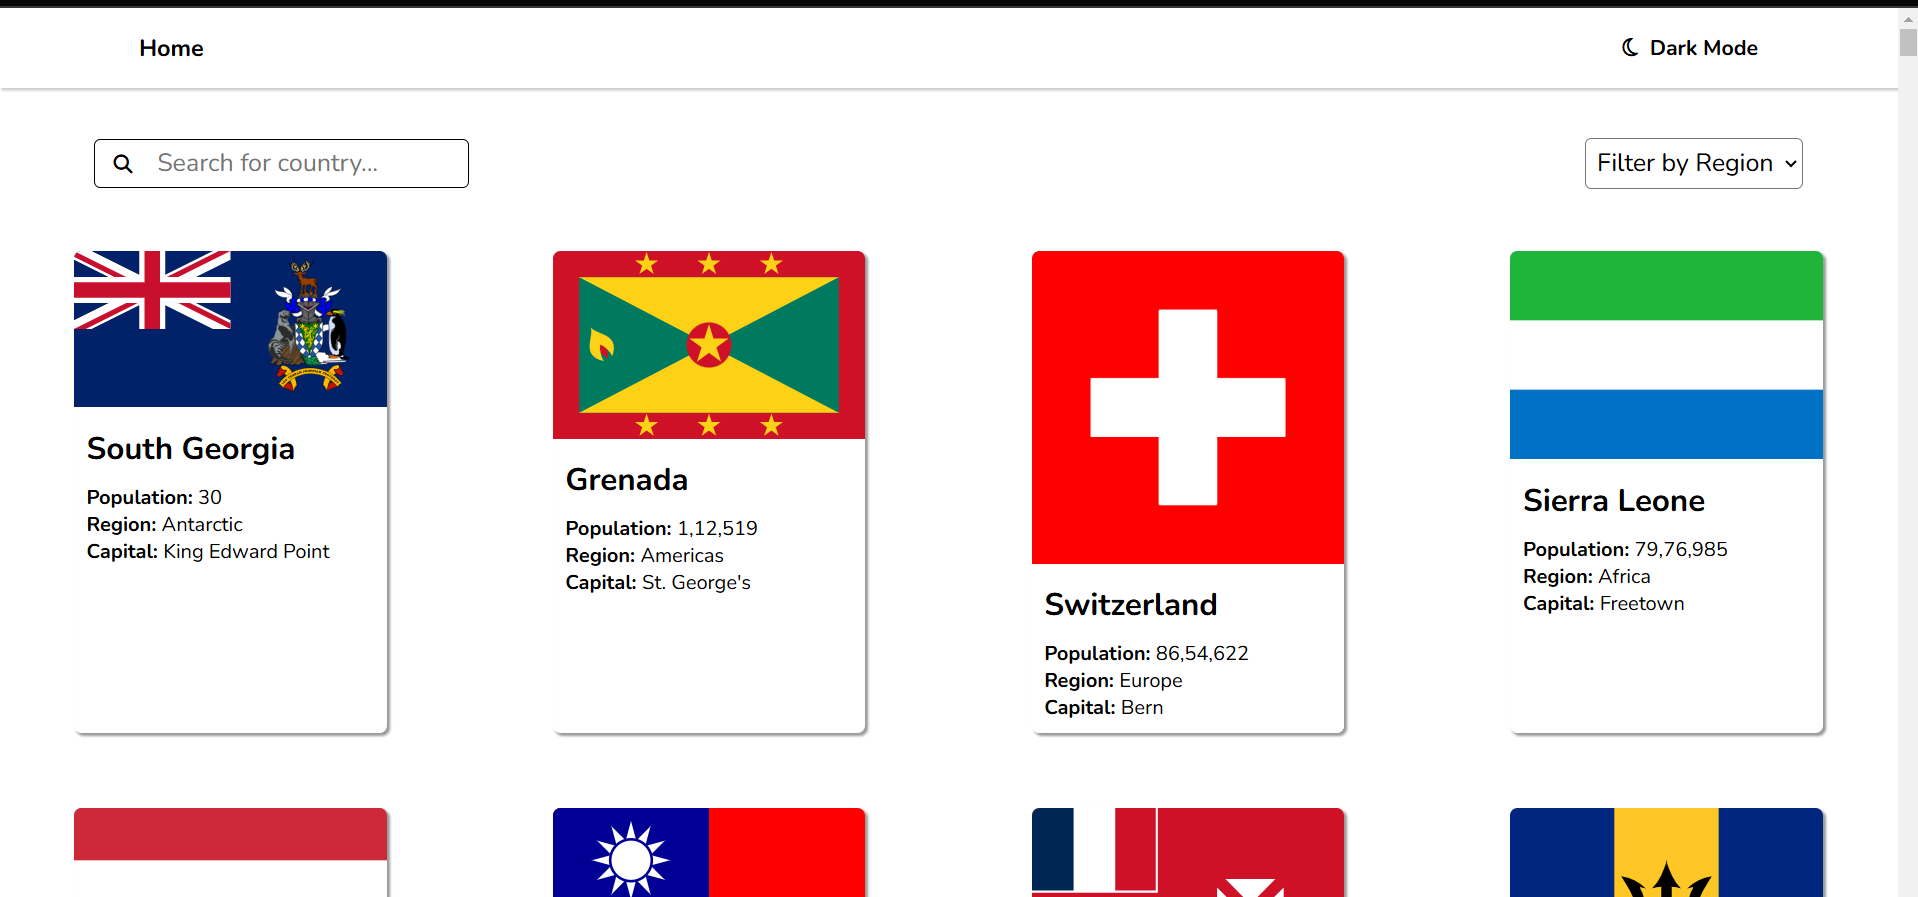 Home
Dark Mode
Search for country...
Filter by Region
South Georgia
Population: 30
Region: Antarctic
Capital: King Edward Point
Grenada
Population: 1,12,519
Region: Americas
Capital: St. George's
Switzerland
Population: 86,54,622
Region: Europe
Capital: Bern
Sierra Leone
Population: 79,76,985
Region: Africa
Capital: Freetown